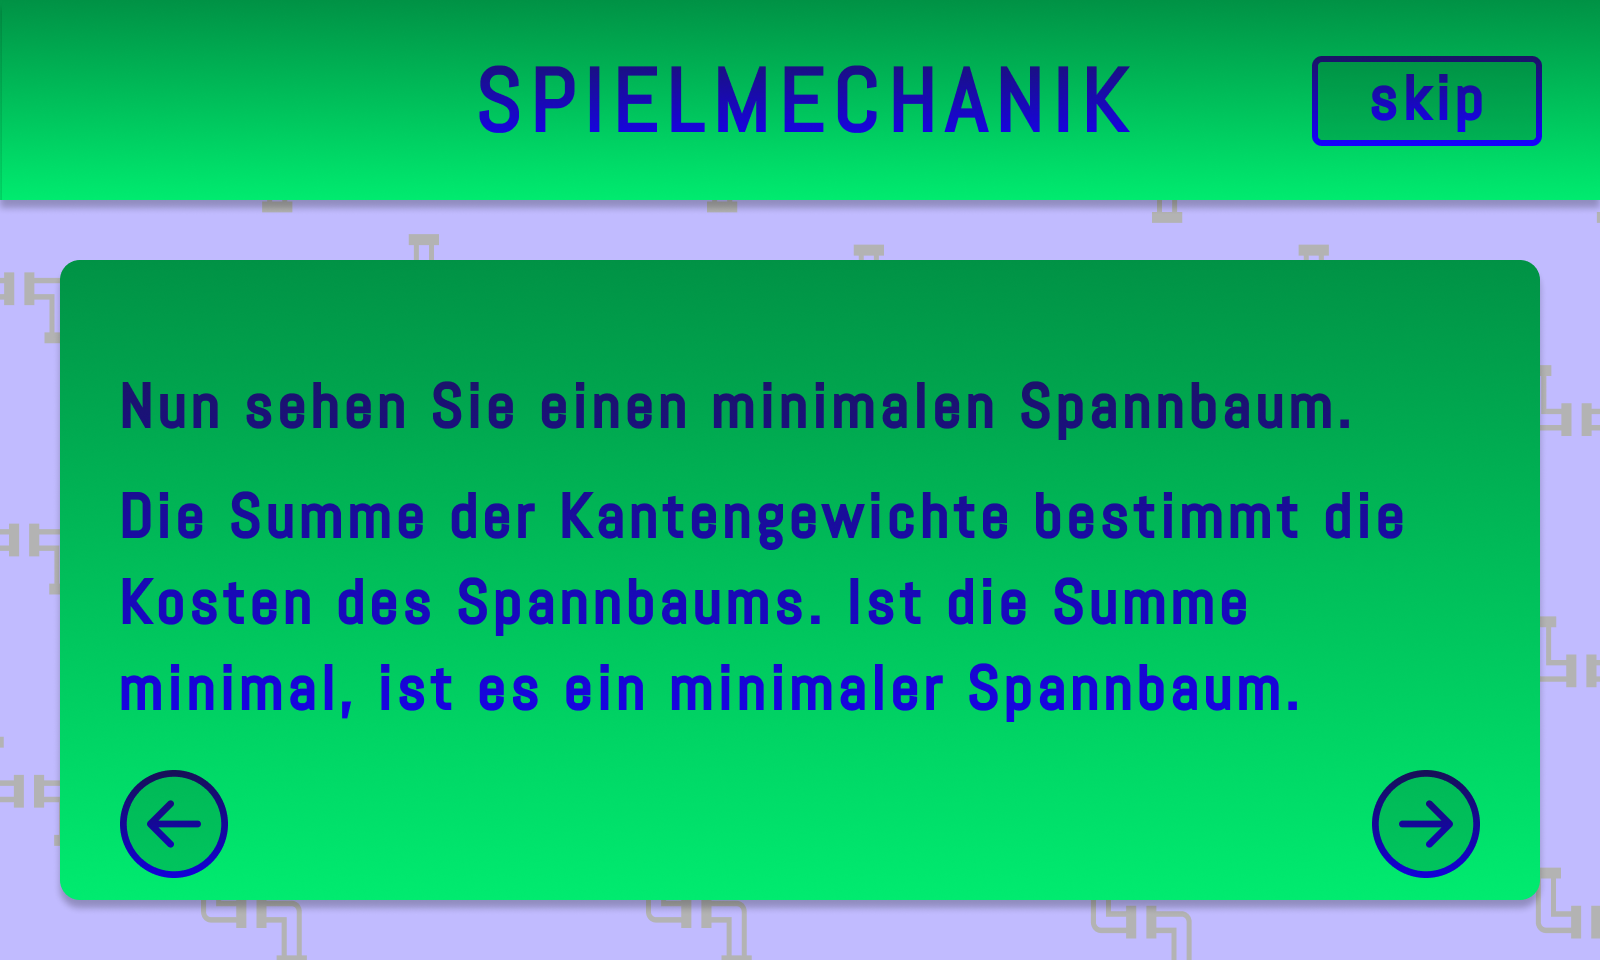 SPIELMECHANIK
skip
Nun sehen Sie einen minimalen Spannbaum.
Die Summe der Kantengewichte bestimmt die
Kosten des Spannbaums. Ist die Summe
minimal, ist es ein minimaler Spannbaum.